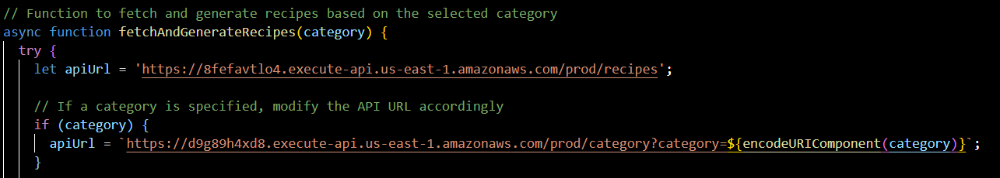 // Function to fetch and generate recipes based on the selected category
async function fetchAndGenerateRecipes(category) {
try {
let apiUrl = 'https://8fefavtlo4.execute-api.us-east-1.amazonaws.com/prod/recipes';
// If a category is specified, modify the API URL accordingly
if (category) {
apiUrl = `https://d9g89h4xd8.execute-api.us-east-1.amazonaws.com/prod/category?category=${encodeURIComponent(category)}`;
}